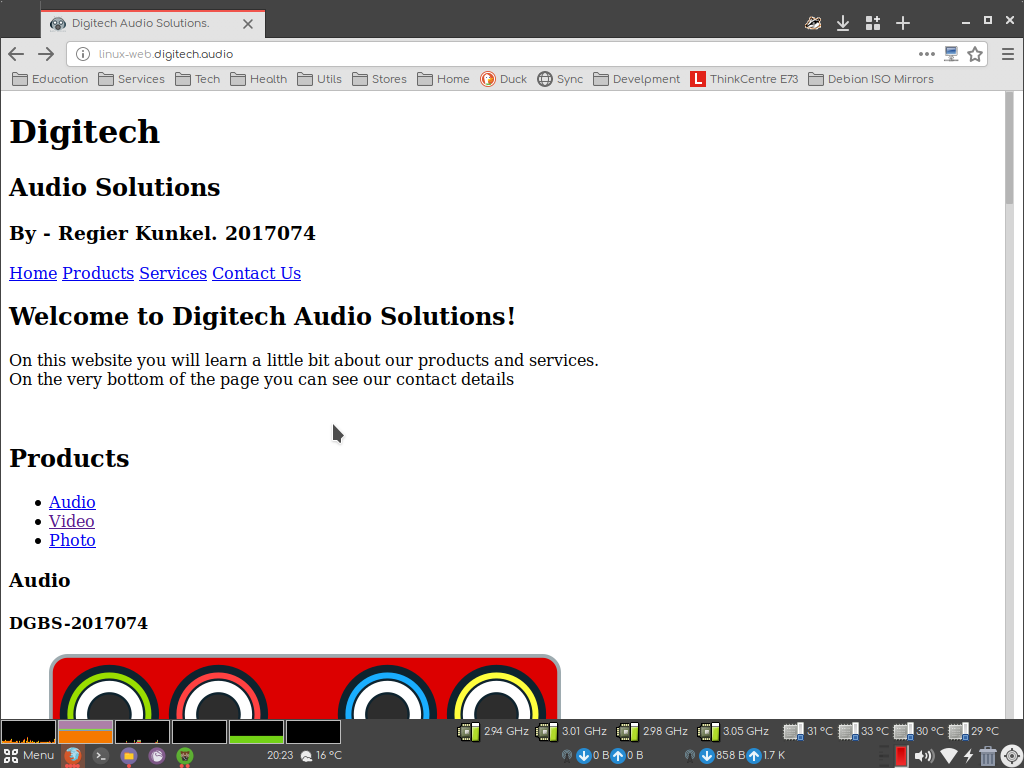 Digitech Audio Solutions.
linux-web.digitech.audio
Education Services Tech Health Utils Stores Home Duck Sync Develpment L ThinkCentre E73 Debian ISO Mirrors
Digitech
Audio Solutions
By - Regier Kunkel. 2017074
Home Products Services Contact Us
Welcome to Digitech Audio Solutions!
On this website you will learn a little bit about our products and services.
On the very bottom of the page you can see our contact details
Products
Audio
Video
Photo
Audio
DGBS-2017074
2.94 GHz 3.01 GHz 2.98 GHz 3.05 GHz 31 °C 33 °C 30 °C 29 °C
Menu 20:23 16 °C 0 B 0 B 858 B 1.7 K